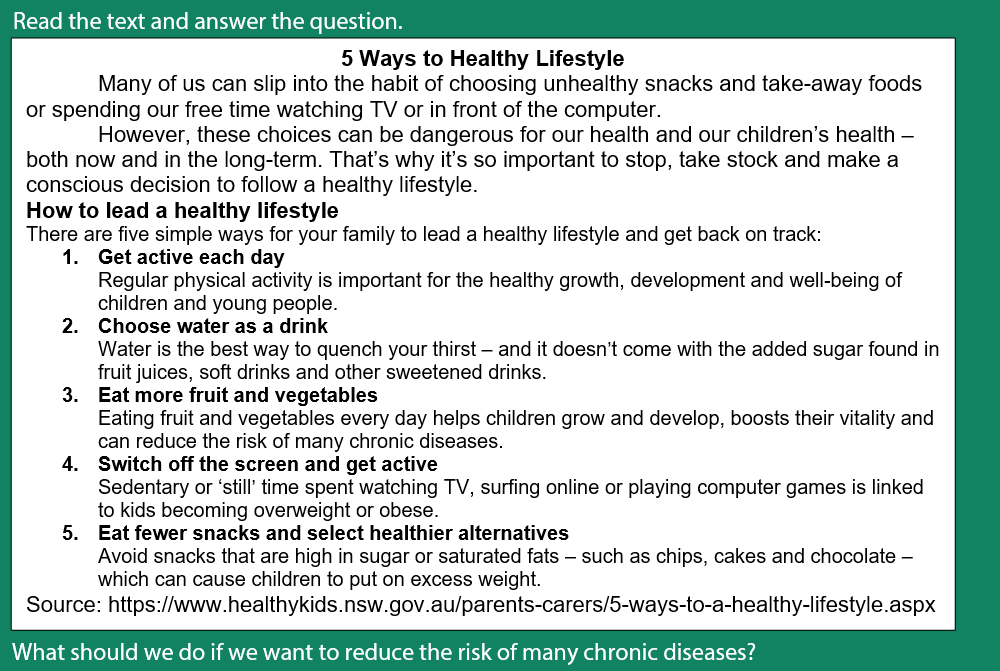 Read the text and answer the question.
5 Ways to Healthy Lifestyle
Many of us can slip into the habit of choosing unhealthy snacks and take-away foods
or spending our free time watching TV or in front of the computer.
However, these choices can be dangerous for our health and our children’s health –
both now and in the long-term. That’s why it’s so important to stop, take stock and make a
conscious decision to follow a healthy lifestyle.
How to lead a healthy lifestyle
There are five simple ways for your family to lead a healthy lifestyle and get back on track:
1. Get active each day
Regular physical activity is important for the healthy growth, development and well-being of
children and young people.
2. Choose water as a drink
Water is the best way to quench your thirst – and it doesn’t come with the added sugar found in
fruit juices, soft drinks and other sweetened drinks.
3. Eat more fruit and vegetables
Eating fruit and vegetables every day helps children grow and develop, boosts their vitality and
can reduce the risk of many chronic diseases.
4. Switch off the screen and get active
Sedentary or ‘still’ time spent watching TV, surfing online or playing computer games is linked
to kids becoming overweight or obese.
5. Eat fewer snacks and select healthier alternatives
Avoid snacks that are high in sugar or saturated fats – such as chips, cakes and chocolate –
which can cause children to put on excess weight.
Source: https://www.healthykids.nsw.gov.au/parents-carers/5-ways-to-a-healthy-lifestyle.aspx
What should we do if we want to reduce the risk of many chronic diseases?